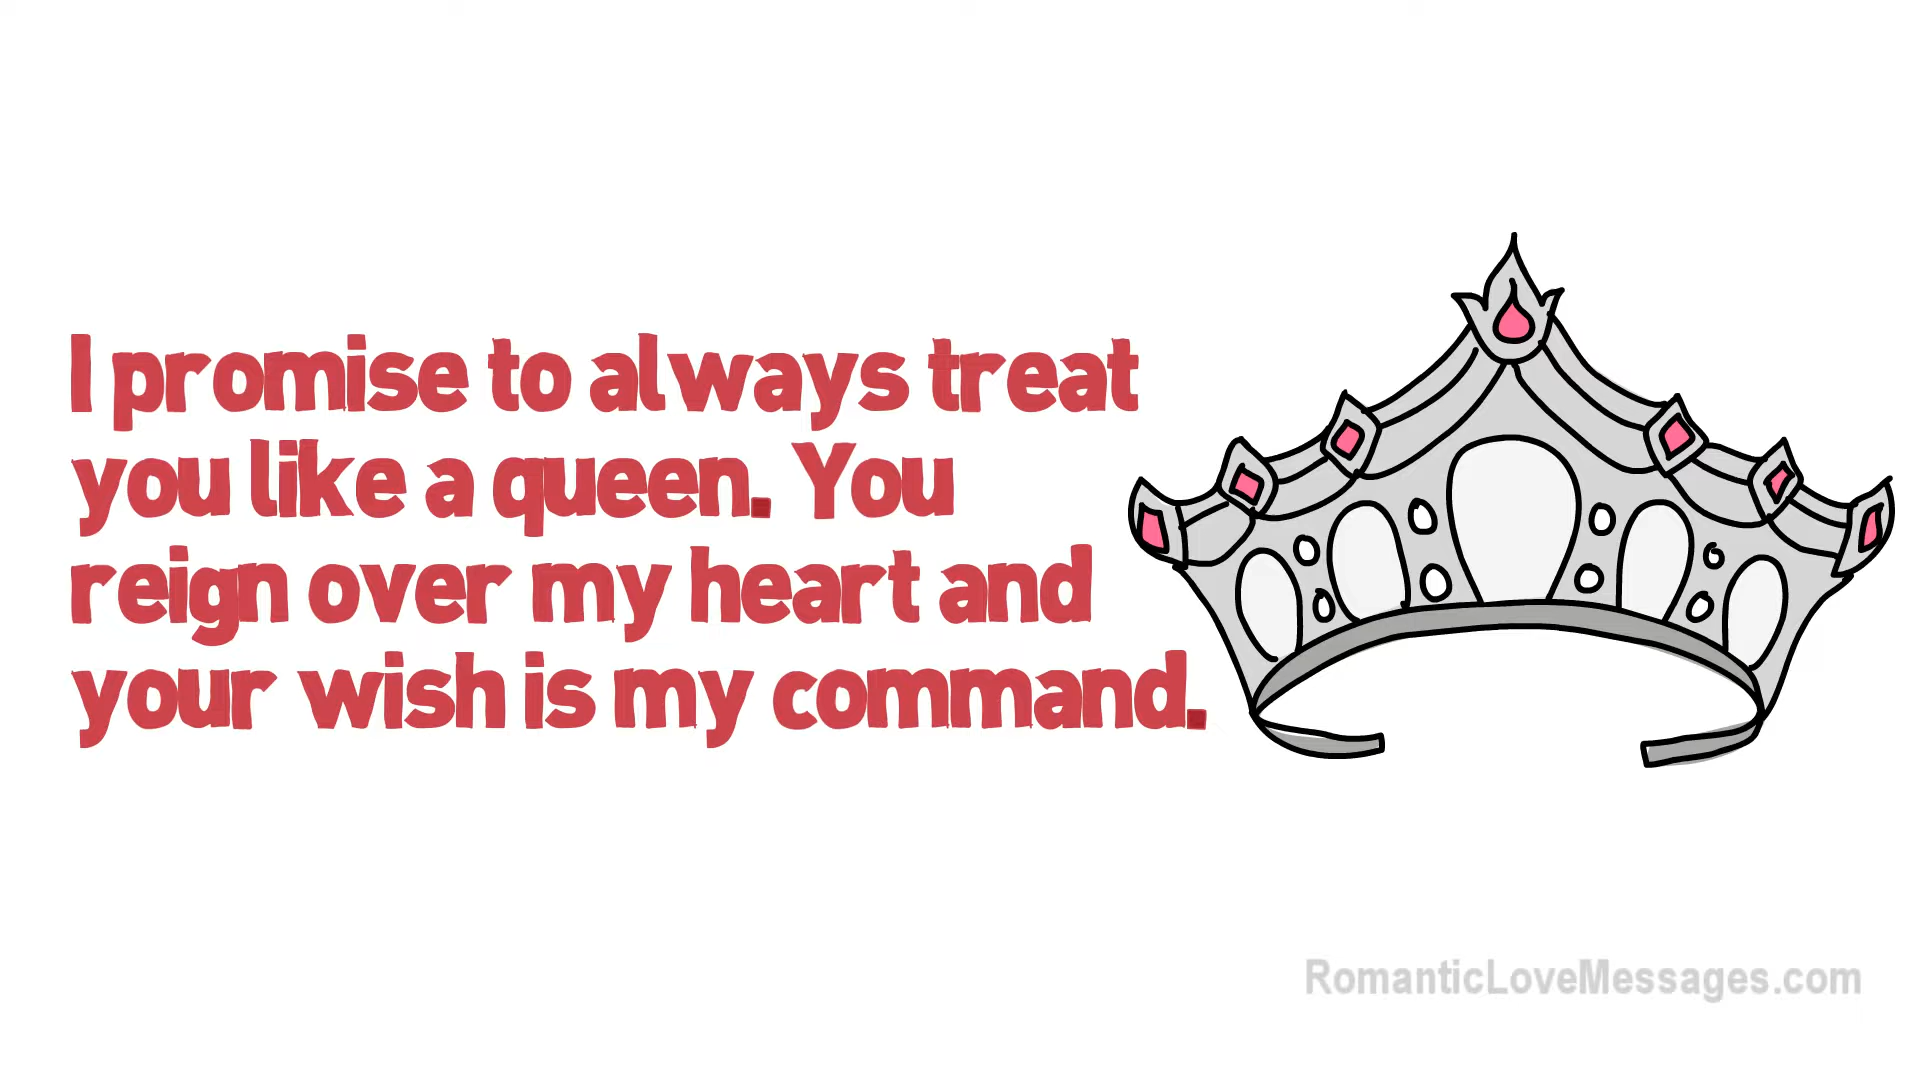 I promise to always treat
you like a queen. You
reign over my heart and
your wish is my command.
RomanticLoveMessages.com